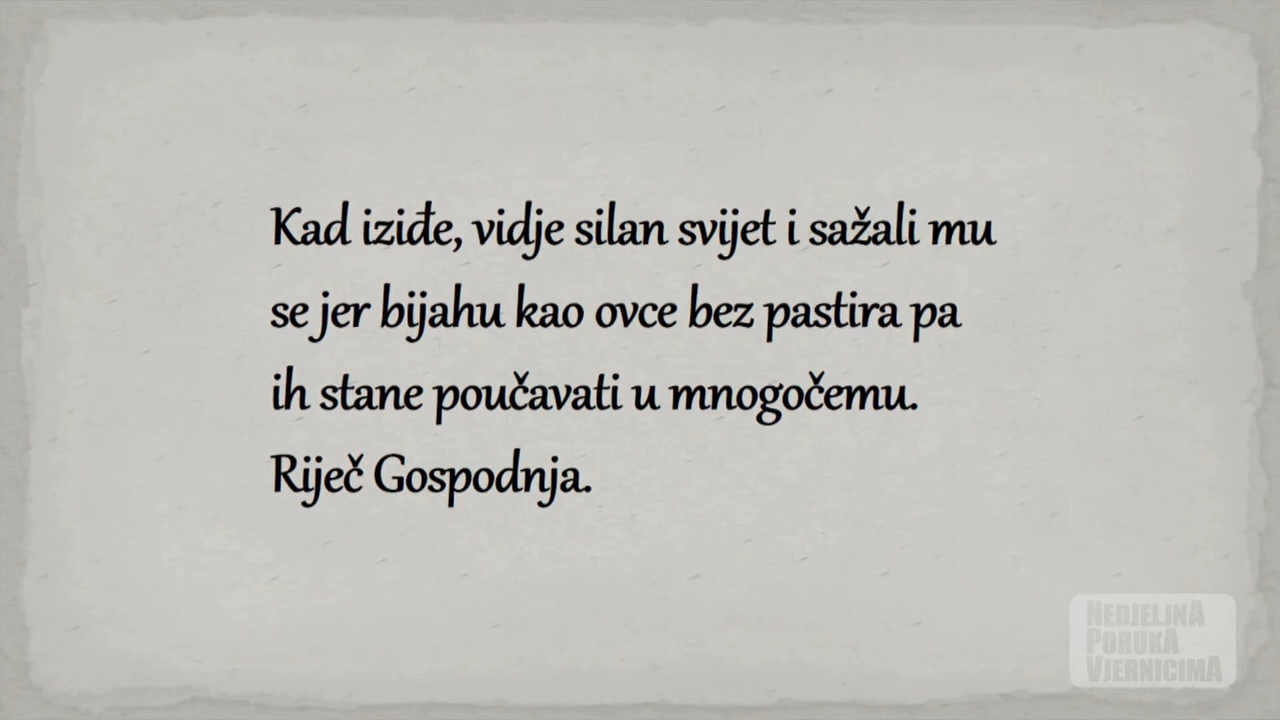 Kad iziđe, vidje silan svijet i sažali mu
se jer bijahu kao ovce bez pastira pa
ih stane poučavati u mnogočemu.
Riječ Gospodnja.
NEDJELJNA
PORUKA
VJERNICIMA